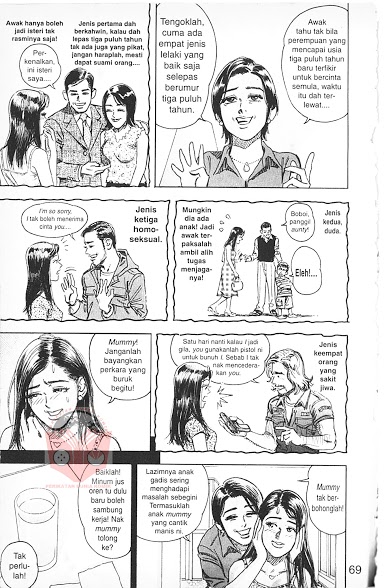 Awak
tahu tak bila
perempuan yang
mencapai usia
tiga puluh tahun
baru terfikir
untuk bercinta
semula, waktu
itu dah ter-
lewat....
Tengoklah,
cuma ada
empat jenis
lelaki yang
baik saja
selepas
berumur
tiga puluh
tahun.
Jenis pertama dah
berkahwin, kalau dah
lepas tiga puluh tahun
tak ada juga yang pikat,
jangan haraplah, mesti
dapat suami orang....
Awak hanya boleh
jadi isteri tak
rasminya saja!
Per-
kenalkan,
ini isteri
saya....
Jenis
kedua,
duda.
Boboi,
panggil
aunty!
Eleh!...
Mungkin
dia ada
anak! Jadi
awak ter-
paksalah
ambil alih
tugas
menjaga-
nya!
Jenis
ketiga
homo-
seksual.
I'm so sorry,
I tak boleh menerima
cinta you....
Jenis
keempat
orang
yang
sakit
jiwa.
Satu hari nanti kalau I jadi
gila, you gunakanlah pistol ni
untuk bunuh I. Sebab I tak
nak mencedera-
kan you.
Mummy!
Janganlah
bayangkan
perkara yang
buruk
begitu!
Mummy
tak ber-
bohonglah!
Lazimnya anak
gadis sering
menghadapi
masalah sebegini
Termasuklah
anak mummy
yang cantik
manis ni.
Baiklah!
Minum jus
oren tu dulu
baru boleh
sambung
kerja! Nak
mummy
tolong
ke?
Tak
perlu-
lah!
69